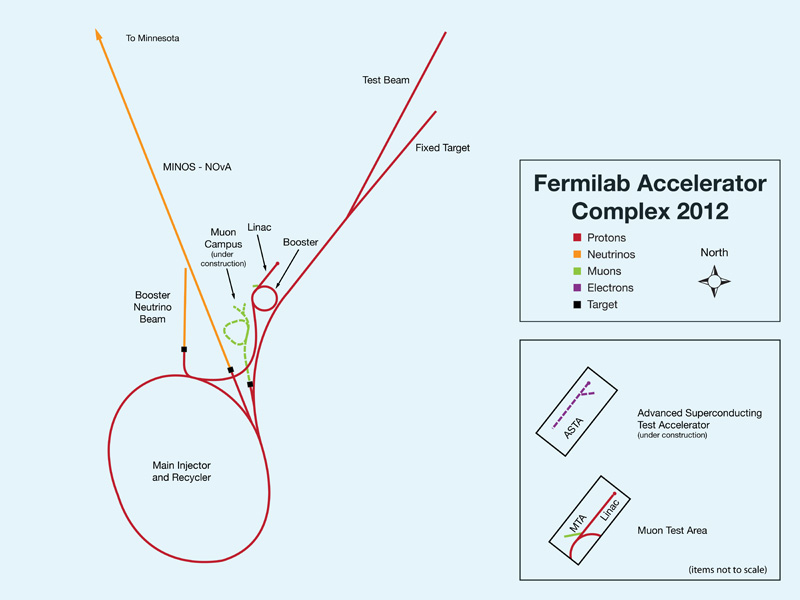 To Minnesota
Test Beam
Fixed Target
MINOS - NOvA
Muon
Campus
(under
construction)
Linac
Booster
Booster
Neutrino
Beam
Main Injector
and Recycler
Fermilab Accelerator
Complex 2012
Protons
Neutrinos
Muons
Electrons
Target
North
ASTA
Advanced Superconducting
Test Accelerator
(under construction)
MTA
Linac
Muon Test Area
(items not to scale)